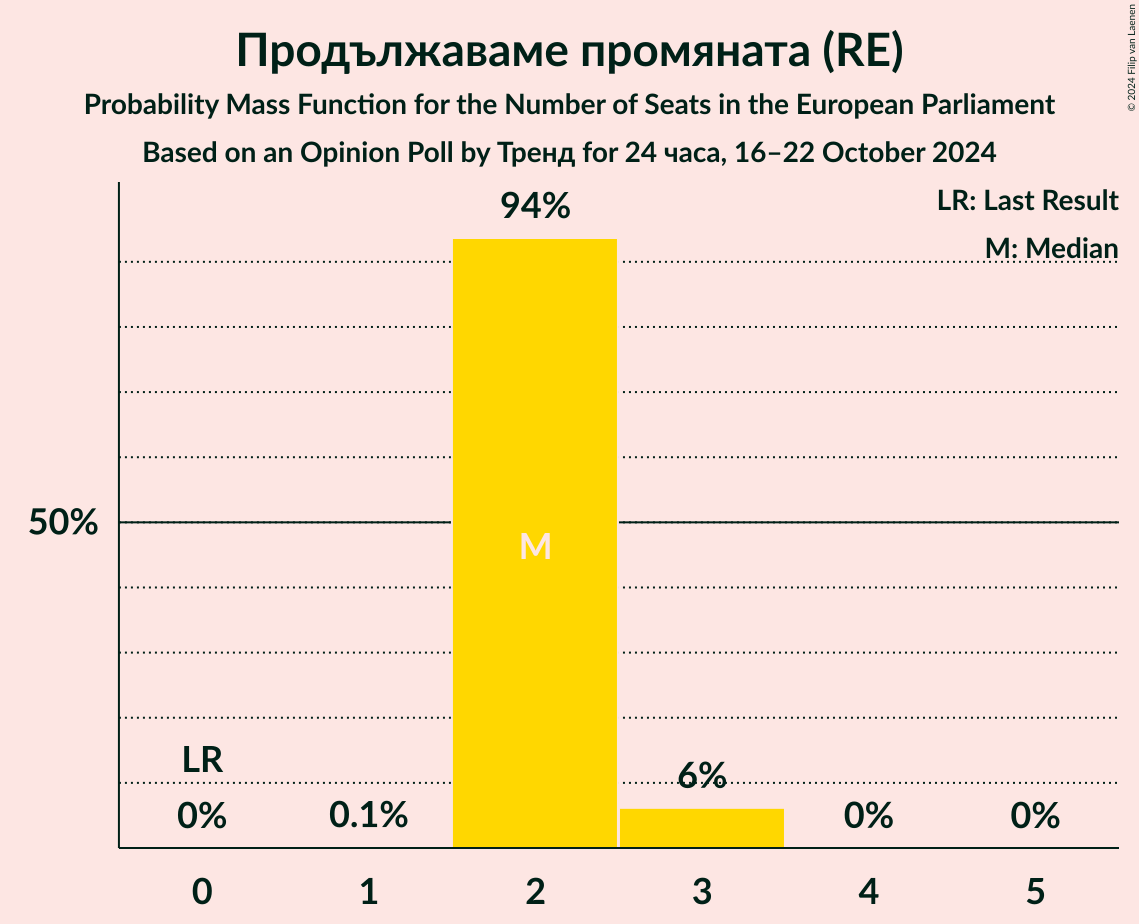 Продължаваме промяната (RE)
Probability Mass Function for the Number of Seats in the European Parliament
Based on an Opinion Poll by Тренд for 24 часа, 16–22 October 2024
© 2024 Filip van Laenen
LR: Last Result
M: Median
94%
50%
M
LR
0%
0.1%
6%
0%
0%
0
1
2
3
4
5